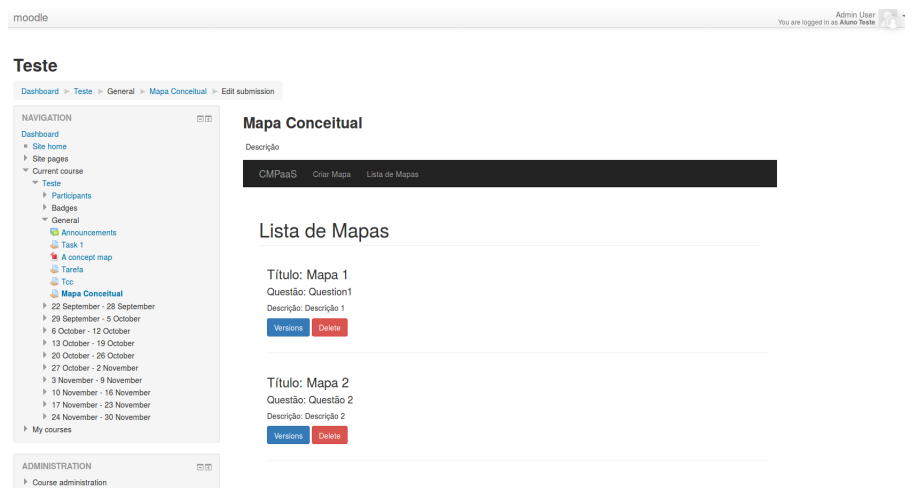 moodle
Admin User
You are logged in as Aluno Teste
Teste
Dashboard Teste General Mapa Conceitual Edit submission
NAVIGATION
Dashboard
Site home
Site pages
Current course
Teste
Participants
Badges
General
Announcements
Task 1
A concept map
Tarefa
Tcc
Mapa Conceitual
22 September - 28 September
29 September - 5 October
6 October - 12 October
13 October - 19 October
20 October - 26 October
27 October - 2 November
3 November - 9 November
10 November - 16 November
17 November - 23 November
24 November - 30 November
My courses
ADMINISTRATION
Course administration
Mapa Conceitual
Descrição
CMPaaS Criar Mapa Lista de Mapas
Lista de Mapas
Título: Mapa 1
Questão: Question1
Descrição: Descrição 1
Versions Delete
Título: Mapa 2
Questão: Questão 2
Descrição: Descrição 2
Versions Delete